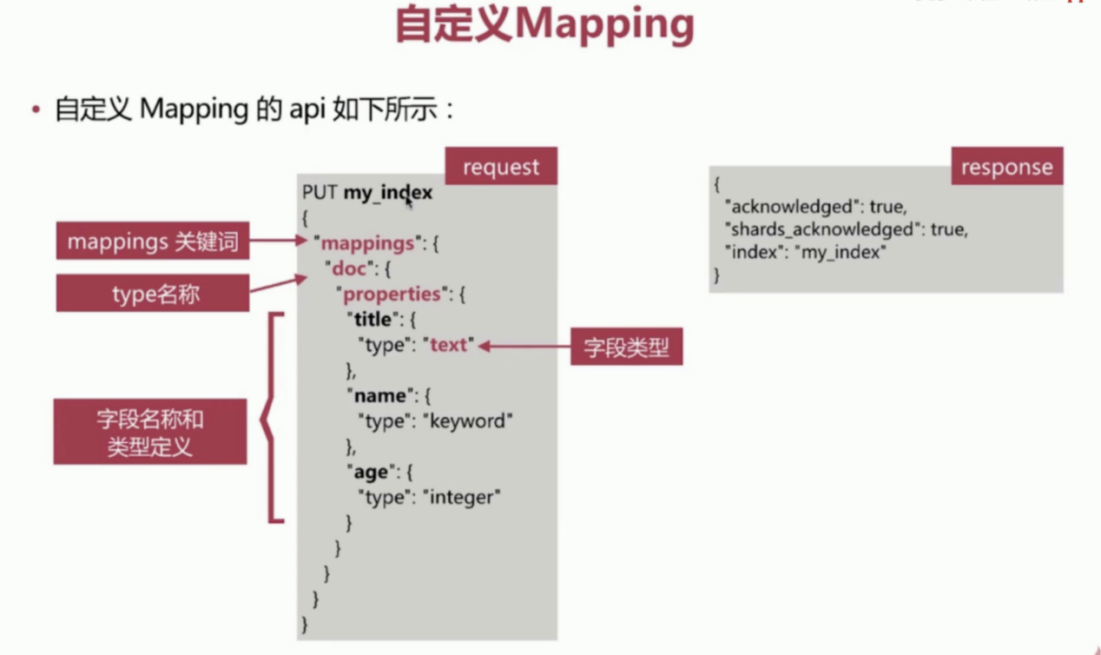 自定义Mapping
• 自定义 Mapping 的 api 如下所示：
request
PUT my_index
{
"mappings": {
"doc": {
"properties": {
"title": {
"type": "text"
},
"name": {
"type": "keyword"
},
"age": {
"type": "integer"
}
}
}
}
}
mappings 关键词
type名称
字段名称和
类型定义
字段类型
response
{
"acknowledged": true,
"shards_acknowledged": true,
"index": "my_index"
}